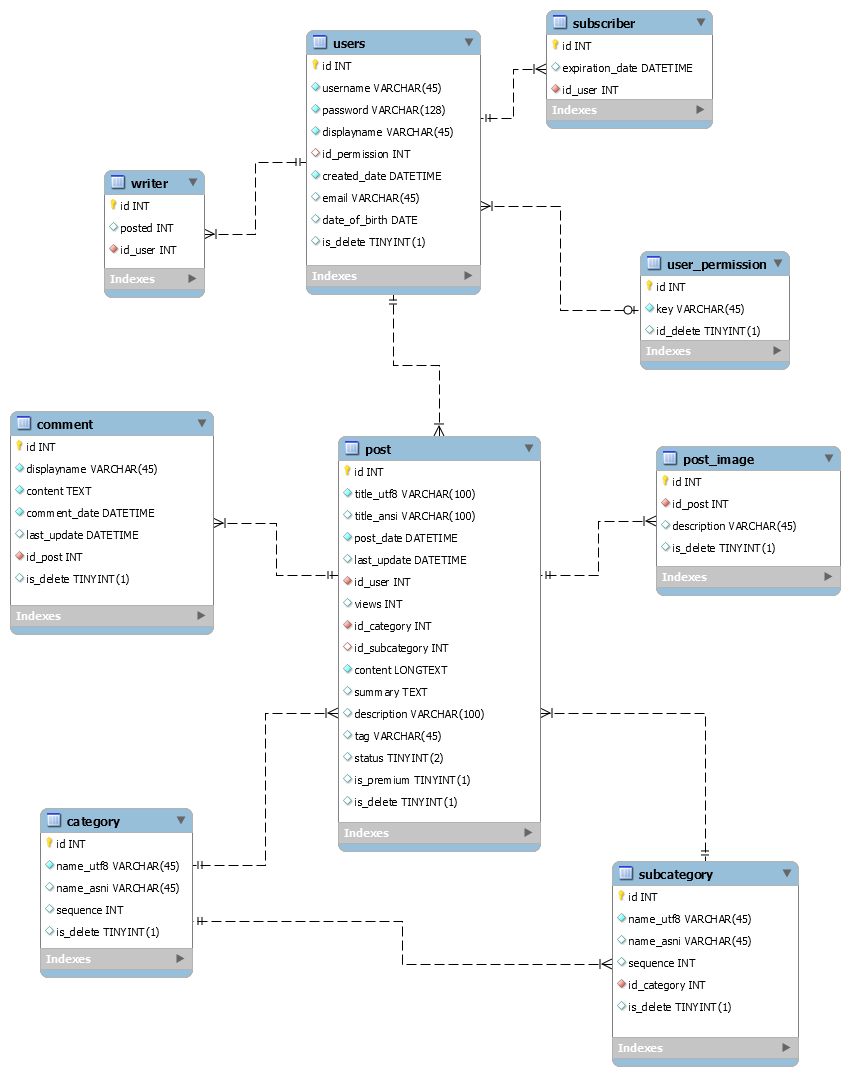 subscriber
id INT
expiration_date DATETIME
id_user INT
Indexes
users
id INT
username VARCHAR(45)
password VARCHAR(128)
displayname VARCHAR(45)
id_permission INT
created_date DATETIME
email VARCHAR(45)
date_of_birth DATE
is_delete TINYINT(1)
Indexes
writer
id INT
posted INT
id_user INT
Indexes
user_permission
id INT
key VARCHAR(45)
id_delete TINYINT(1)
Indexes
comment
id INT
displayname VARCHAR(45)
content TEXT
comment_date DATETIME
last_update DATETIME
id_post INT
is_delete TINYINT(1)
Indexes
post
id INT
title_utf8 VARCHAR(100)
title_ansi VARCHAR(100)
post_date DATETIME
last_update DATETIME
id_user INT
views INT
id_category INT
id_subcategory INT
content LONGTEXT
summary TEXT
description VARCHAR(100)
tag VARCHAR(45)
status TINYINT(2)
is_premium TINYINT(1)
is_delete TINYINT(1)
Indexes
post_image
id INT
id_post INT
description VARCHAR(45)
is_delete TINYINT(1)
Indexes
category
id INT
name_utf8 VARCHAR(45)
name_asni VARCHAR(45)
sequence INT
is_delete TINYINT(1)
Indexes
subcategory
id INT
name_utf8 VARCHAR(45)
name_asni VARCHAR(45)
sequence INT
id_category INT
is_delete TINYINT(1)
Indexes